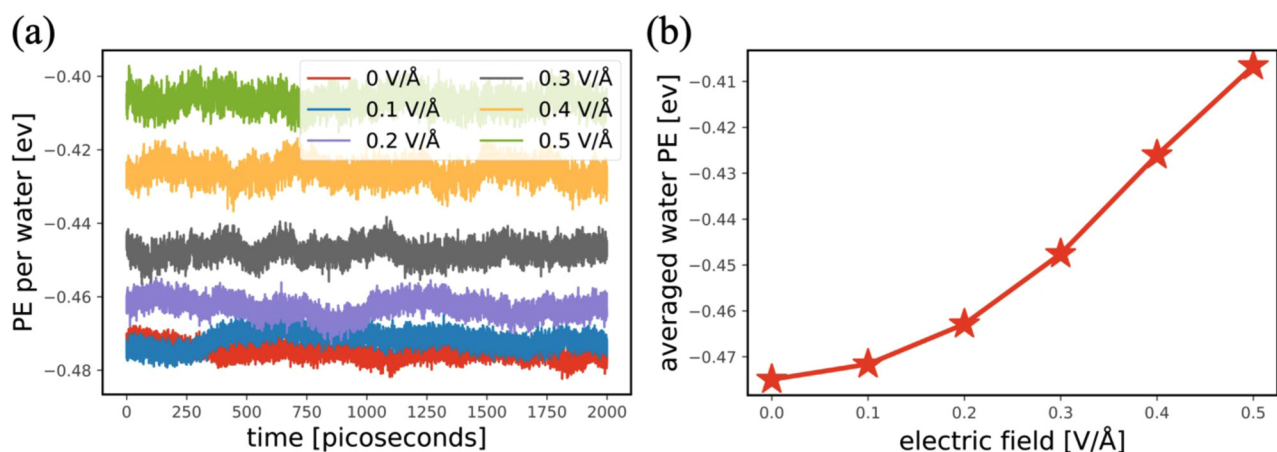 (a)
PE per water [ev]
−0.40
−0.42
−0.44
−0.46
−0.48
0 V/Å
0.1 V/Å
0.2 V/Å
0.3 V/Å
0.4 V/Å
0.5 V/Å
0 250 500 750 1000 1250 1500 1750 2000
time [picoseconds]
(b)
averaged water PE [ev]
−0.41
−0.42
−0.43
−0.44
−0.45
−0.46
−0.47
0.0 0.1 0.2 0.3 0.4 0.5
electric field [V/Å]